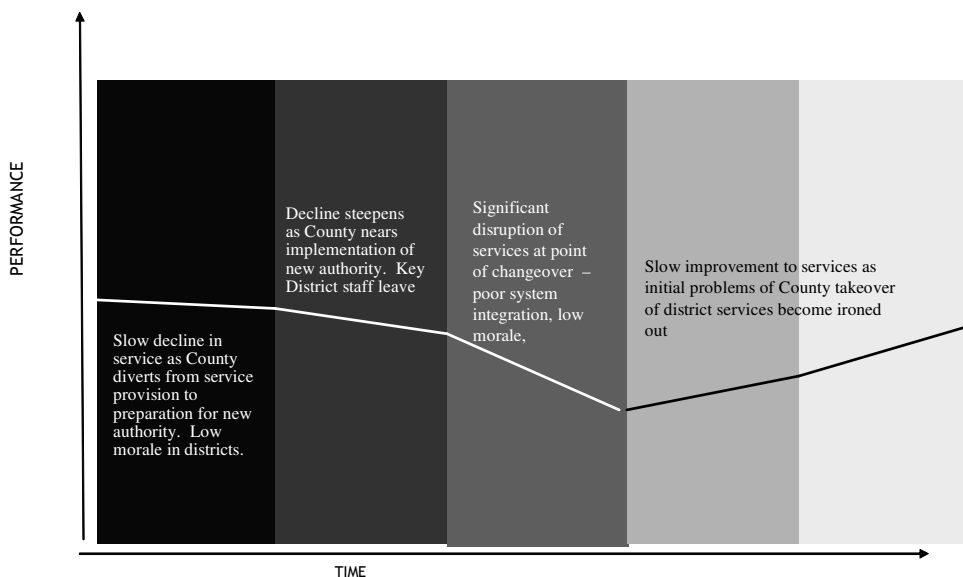 PERFORMANCE
Slow decline in
service as County
diverts from service
provision to
preparation for new
authority.  Low
morale in districts.
Decline steepens
as County nears
implementation of
new authority.  Key
District staff leave
Significant
disruption of
services at point
of changeover  –
poor system
integration, low
morale,
Slow improvement to services as
initial problems of County takeover
of district services become ironed
out
TIME